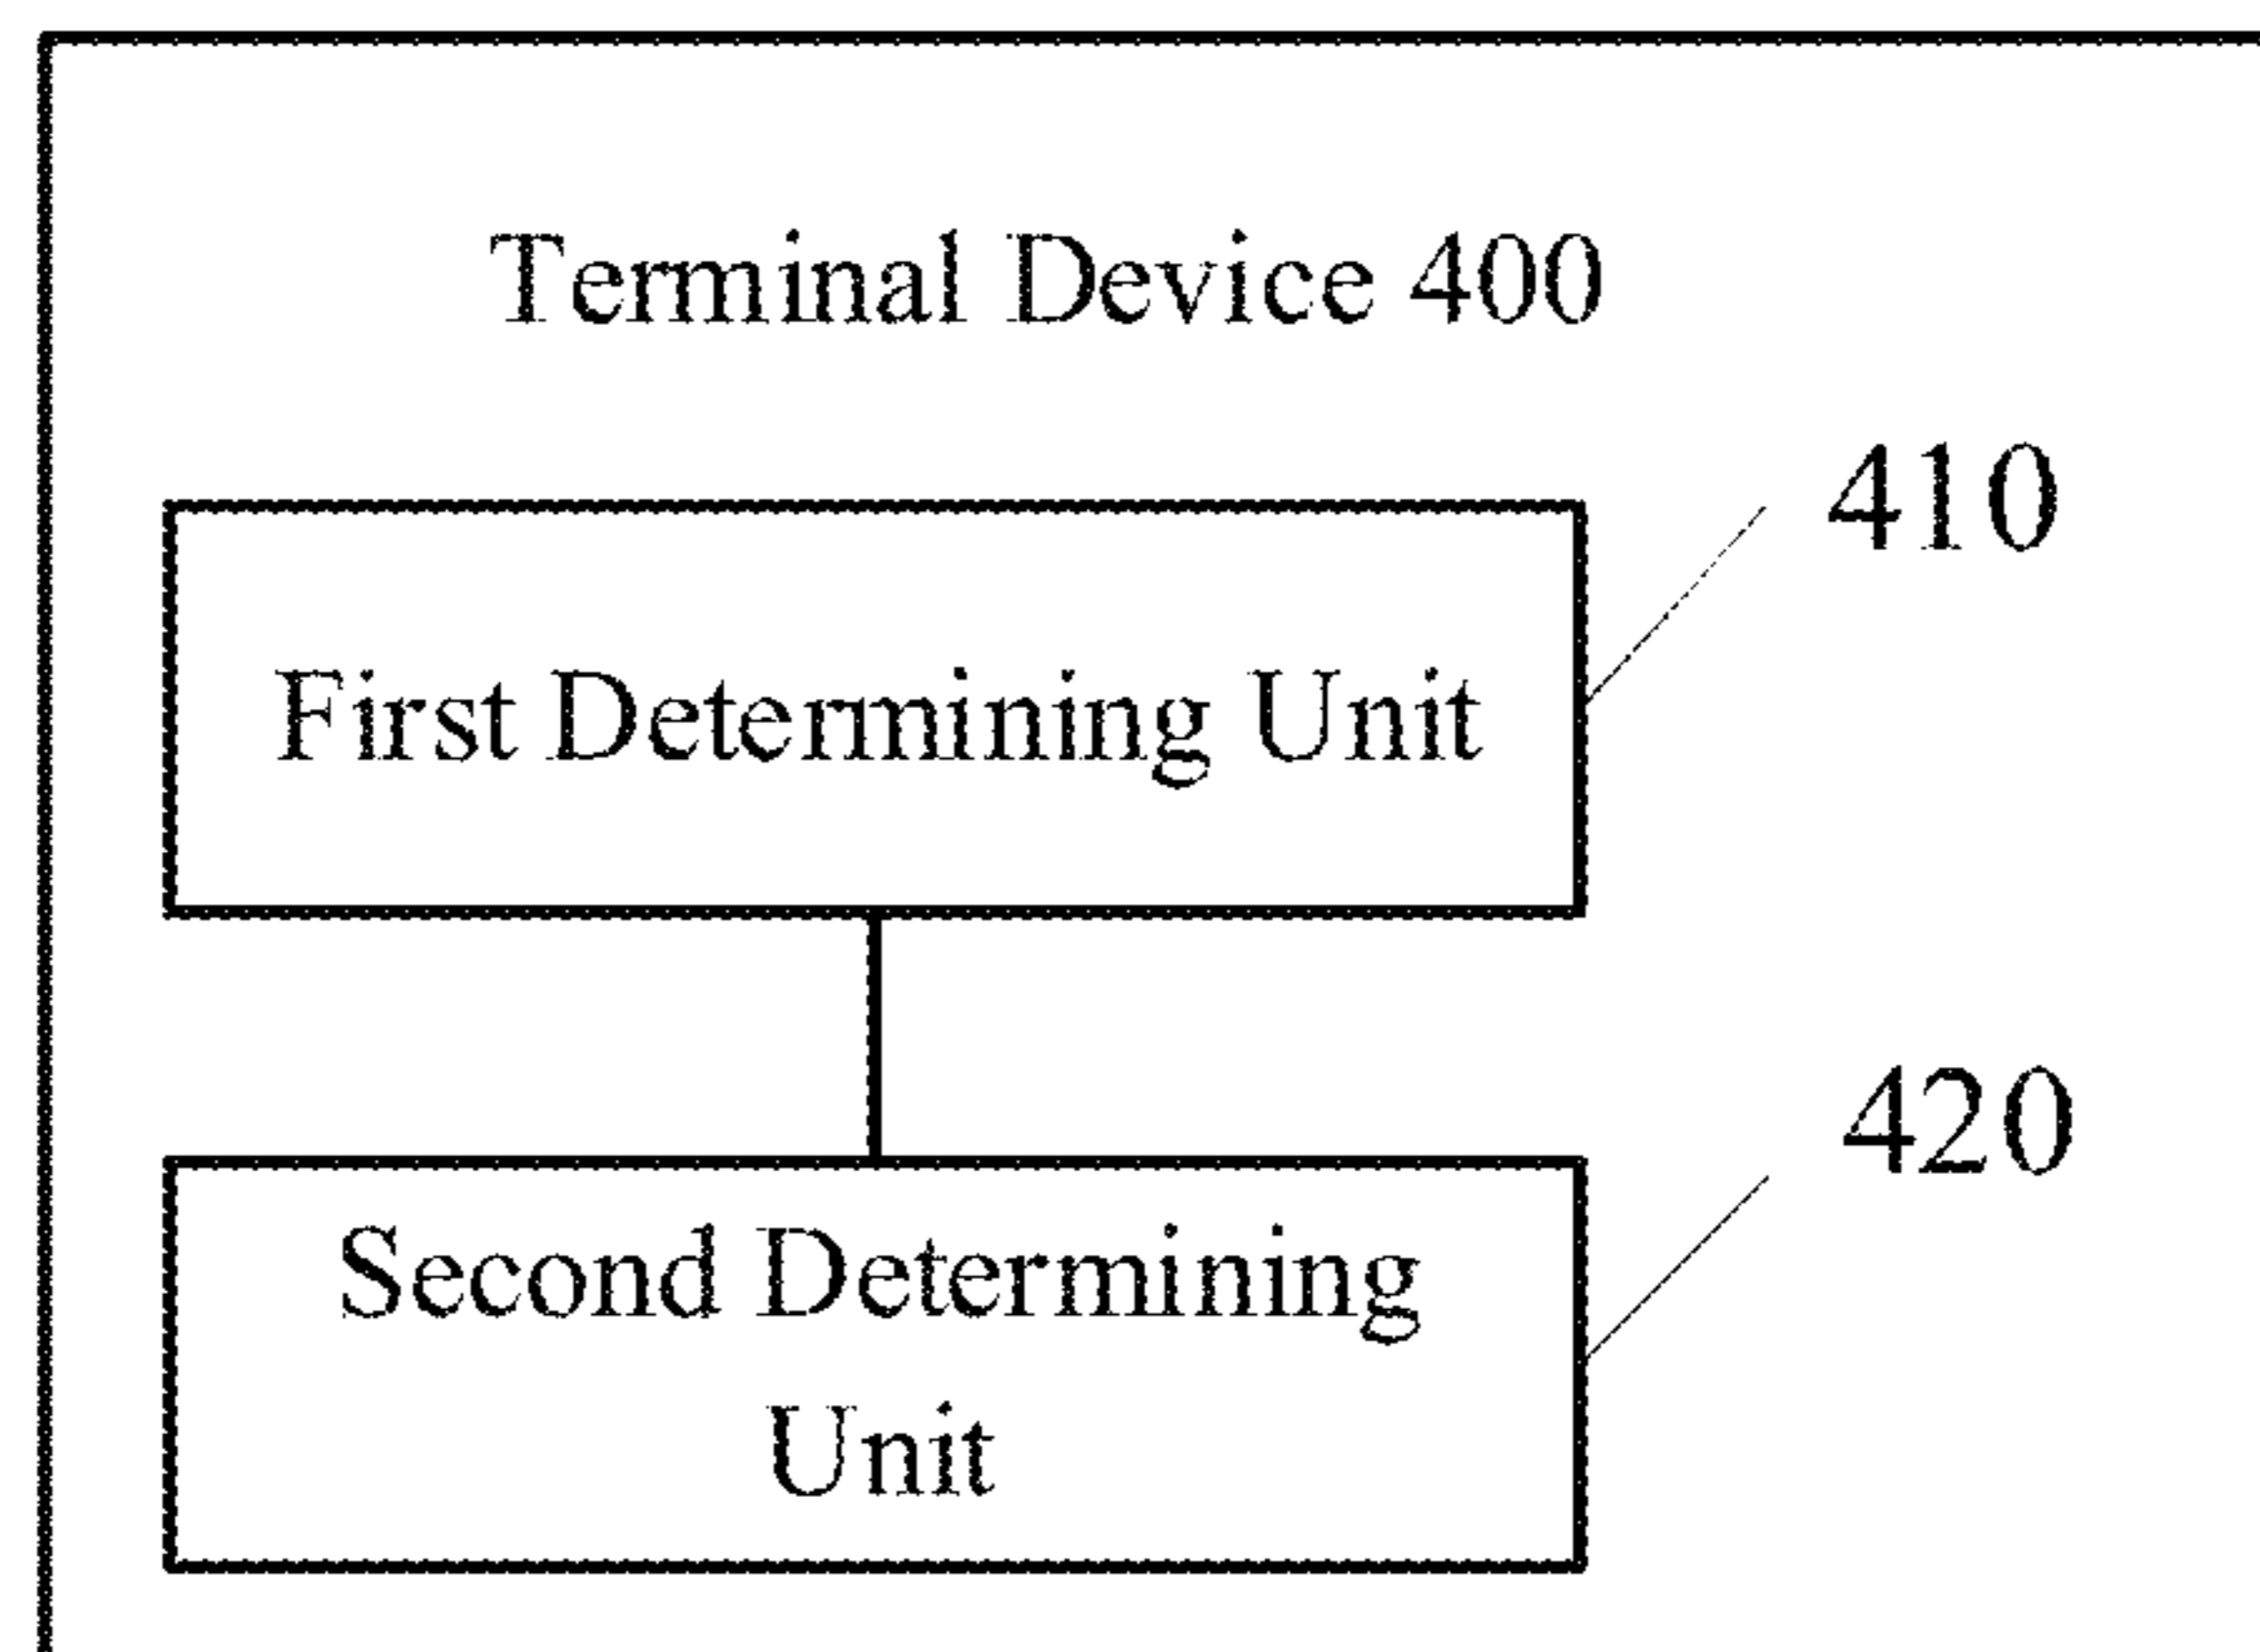 Terminal Device 400
410
First Determining Unit
420
Second Determining
Unit